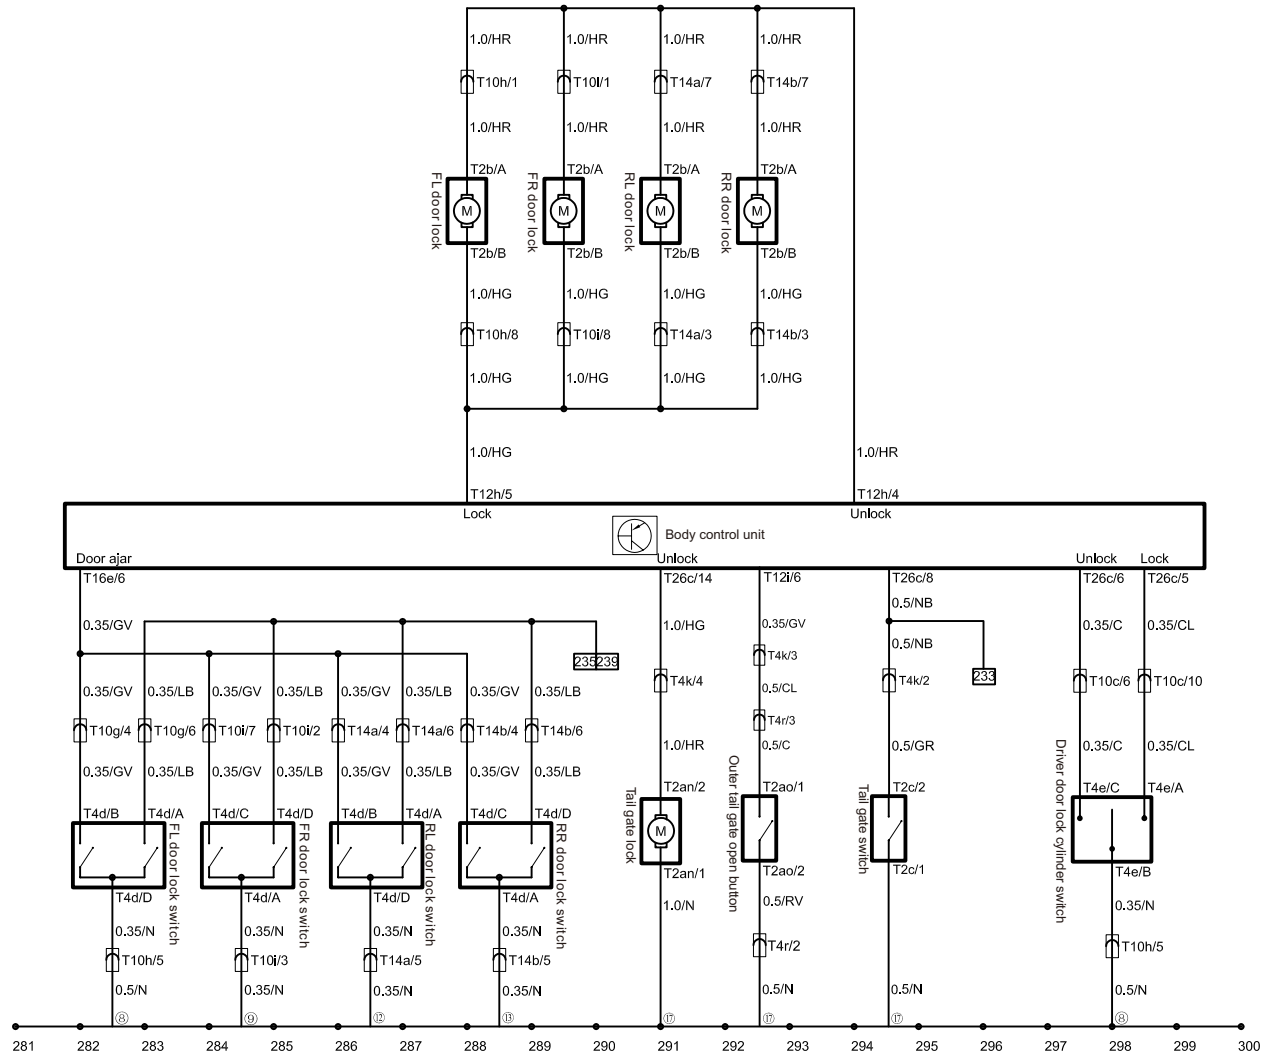 1.0/HR 1.0/HR 1.0/HR 1.0/HR
T10h/1 T10i/1 T14a/7 T14b/7
1.0/HR 1.0/HR 1.0/HR 1.0/HR
T2b/A T2b/A T2b/A T2b/A
FL door lock
FR door lock
RL door lock
RR door lock
M M M M
T2b/B T2b/B T2b/B T2b/B
1.0/HG 1.0/HG 1.0/HG 1.0/HG
T10h/8 T10i/8 T14a/3 T14b/3
1.0/HG 1.0/HG 1.0/HG 1.0/HG
1.0/HG 1.0/HR
T12h/5 T12h/4
Lock Unlock
Body control unit
Door ajar Unlock Unlock Lock
T16e/6 T26c/14 T12i/6 T26c/8 T26c/6 T26c/5
0.5/NB
0.35/GV 1.0/HG 0.35/GV 0.35/C 0.35/CL
0.5/NB
235 239 T4k/3
T4k/4 T4k/2 233 T10c/6 T10c/10
0.35/GV 0.35/LB 0.35/GV 0.35/LB 0.35/GV 0.35/LB 0.35/GV 0.35/LB 0.5/CL
T4r/3
T10g/4 T10g/6 T10i/7 T10i/2 T14a/4 T14a/6 T14b/4 T14b/6
1.0/HR 0.5/C 0.5/GR 0.35/C 0.35/CL
0.35/GV 0.35/LB 0.35/GV 0.35/LB 0.35/GV 0.35/LB 0.35/GV 0.35/LB
T2an/2 T2ao/1 T2c/2 T4e/C T4e/A
T4d/B T4d/A T4d/C T4d/D T4d/B T4d/A T4d/C T4d/D
FL door lock switch
FR door lock switch
RL door lock switch
RR door lock switch
Tail gate lock
M
Outer tail gate open button
Tail gate switch
Driver door lock cylinder switch
T2an/1 T2ao/2 T2c/1 T4e/B
T4d/D T4d/A T4d/D T4d/A
1.0/N 0.5/RV 0.35/N
0.35/N 0.35/N 0.35/N 0.35/N
T4r/2 T10h/5
T10h/5 T10i/3 T14a/5 T14b/5
0.5/N 0.35/N 0.35/N 0.35/N 0.5/N 0.5/N 0.5/N
⑧ ⑨ ⑫ ⑬ ⑰ ⑰ ⑰ ⑧
281 282 283 284 285 286 287 288 289 290 291 292 293 294 295 296 297 298 299 300